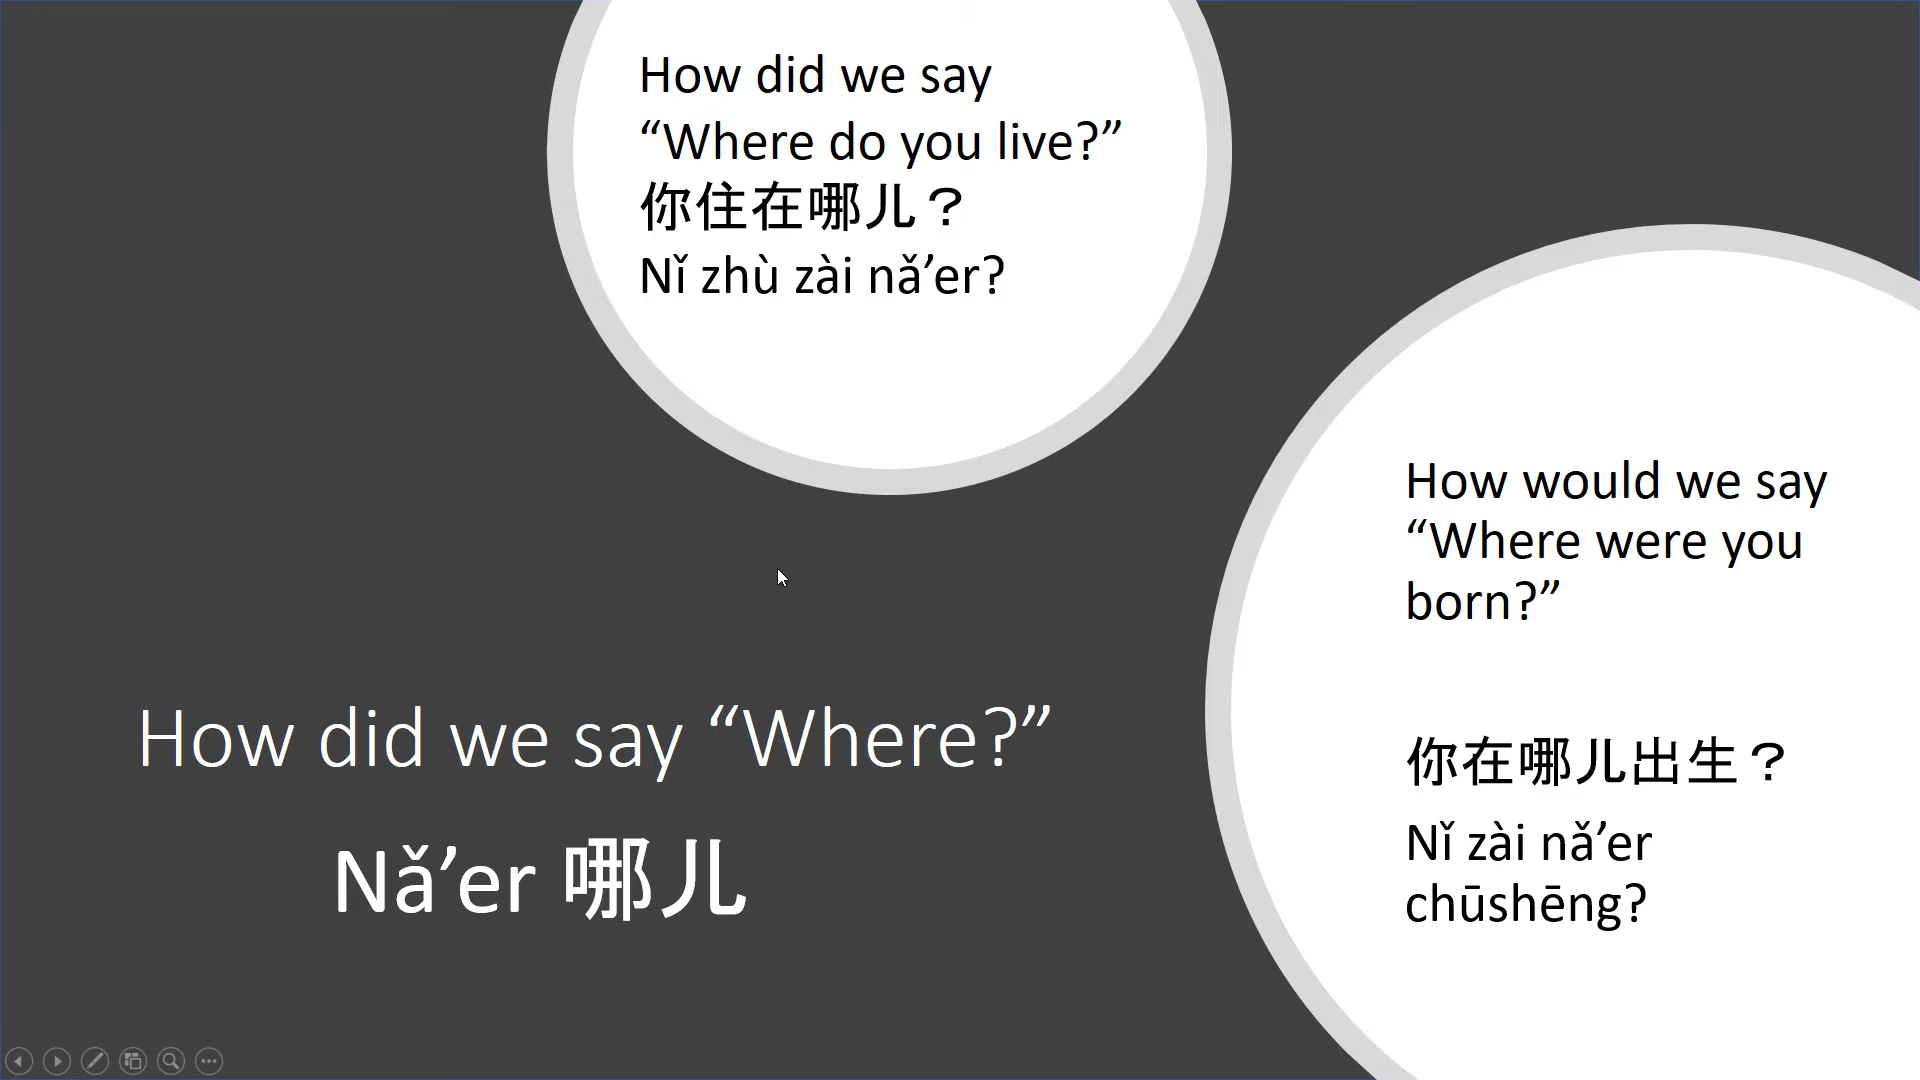 How did we say
“Where do you live?”
你住在哪儿？
Nǐ zhù zài nǎ’er?
How would we say
“Where were you
born?”
你在哪儿出生？
Nǐ zài nǎ’er
chūshēng?
How did we say “Where?”
Nǎ’er 哪儿